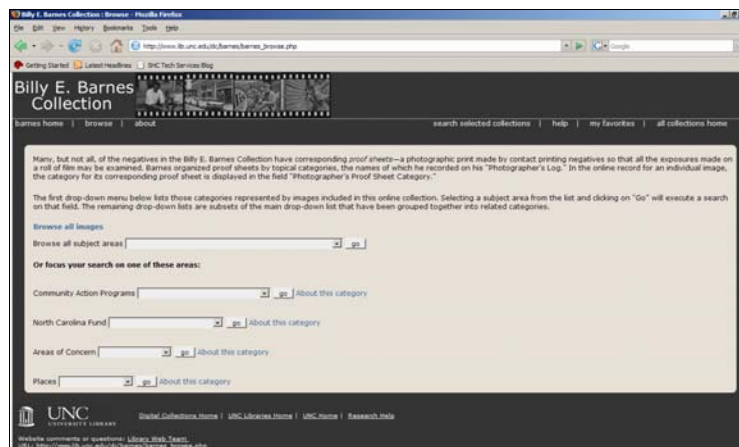 Billy E. Barnes Collection : Browse - Mozilla Firefox
File Edit View History Bookmarks Tools Help
http://www.lib.unc.edu/dc/barnes/barnes_browse.php
Google
Getting Started Latest Headlines SHC Tech Services Blog
Billy E. Barnes
Collection
barnes home | browse | about
search selected collections | help | my favorites | all collections home
Many, but not all, of the negatives in the Billy E. Barnes Collection have corresponding proof sheets—a photographic print made by contact printing negatives so that all the exposures made on
a roll of film may be examined. Barnes organized proof sheets by topical categories, the names of which he recorded on his "Photographer's Log." In the online record for an individual image,
the category for its corresponding proof sheet is displayed in the field "Photographer's Proof Sheet Category."
The first drop-down menu below lists those categories represented by images included in this online collection. Selecting a subject area from the list and clicking on "Go" will execute a search
on that field. The remaining drop-down lists are subsets of the main drop-down list that have been grouped together into related categories.
Browse all images
Browse all subject areas go
Or focus your search on one of these areas:
Community Action Programs go About this category
North Carolina Fund go About this category
Areas of Concern go About this category
Places go About this category
UNC
UNIVERSITY LIBRARY
Digital Collections Home | UNC Libraries Home | UNC Home | Research Help
Website comments or questions: Library Web Team
URL: http://www.lib.unc.edu/dc/barnes/barnes_browse.php